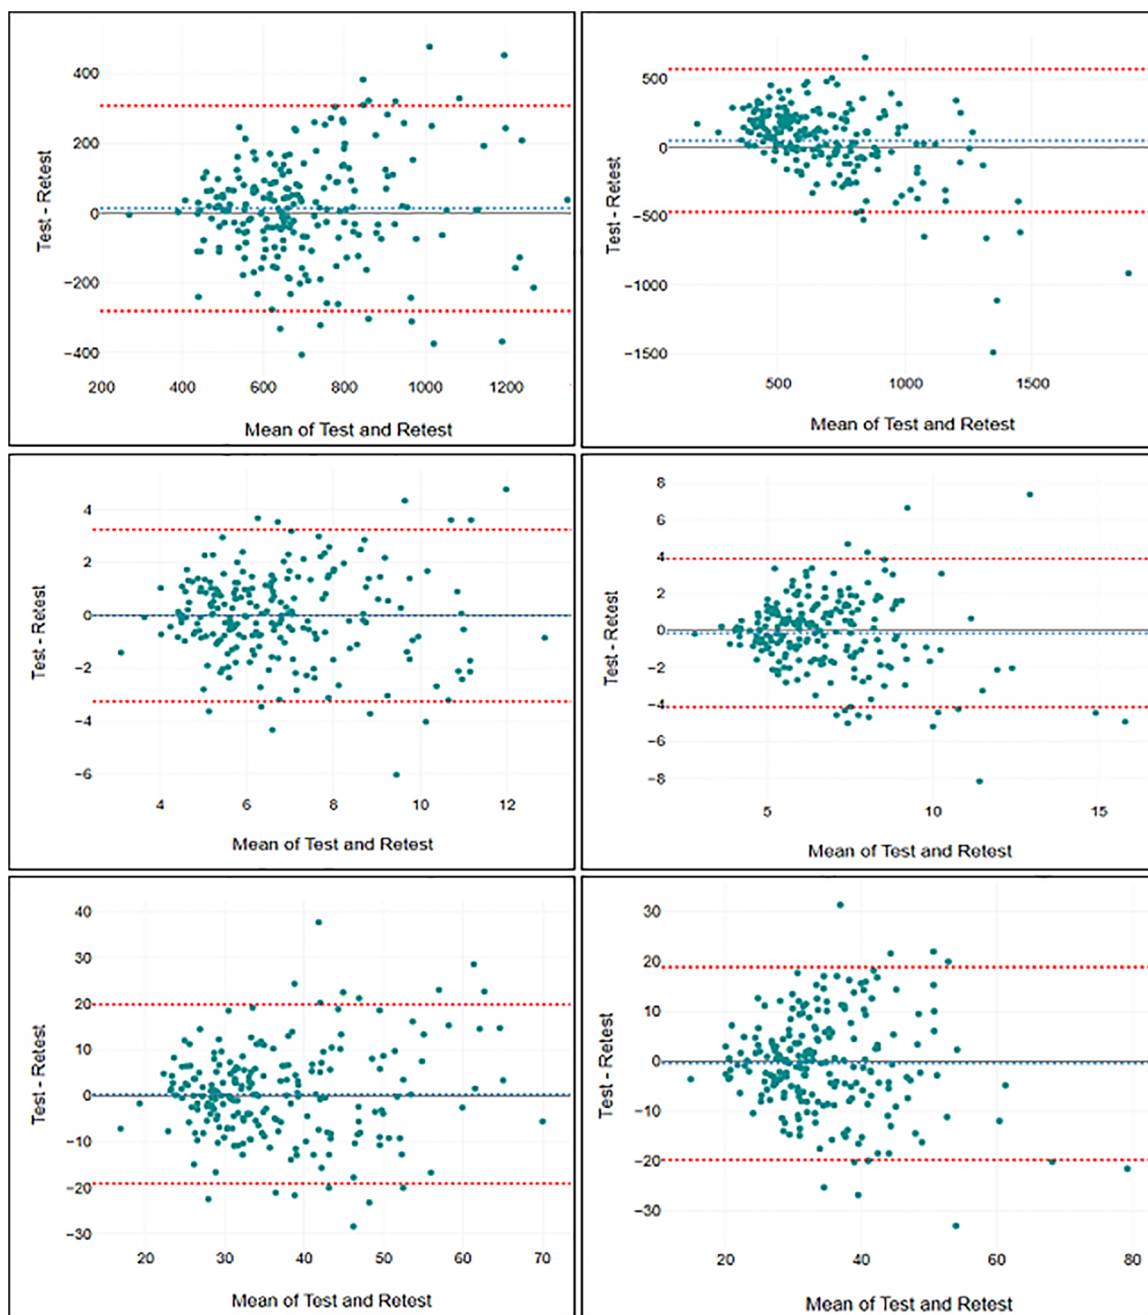 400
200
0
−200
−400
200 400 600 800 1000 1200
Test - Retest
Mean of Test and Retest
500
0
−500
−1000
−1500
500 1000 1500
Test - Retest
Mean of Test and Retest
4
2
0
−2
−4
−6
4 6 8 10 12
Test - Retest
Mean of Test and Retest
8
6
4
2
0
−2
−4
−6
−8
5 10 15
Test - Retest
Mean of Test and Retest
40
30
20
10
0
−10
−20
−30
20 30 40 50 60 70
Test - Retest
Mean of Test and Retest
30
20
10
0
−10
−20
−30
20 40 60 80
Test - Retest
Mean of Test and Retest